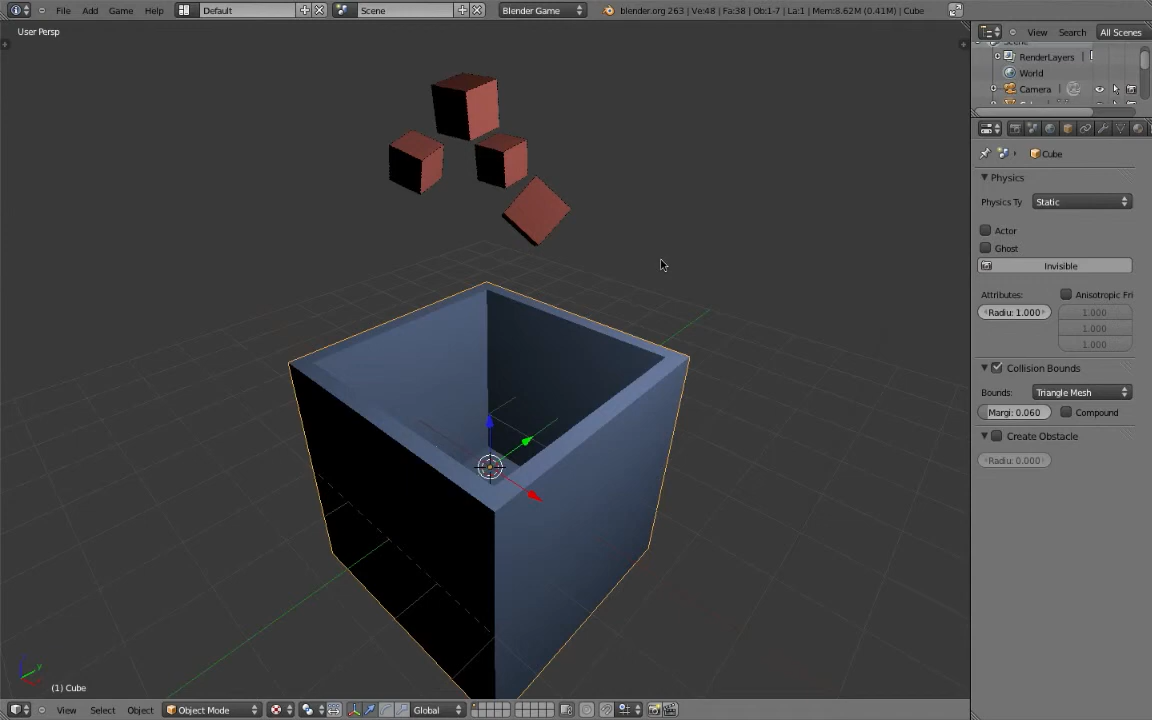 File Add Game Help Default Scene Blender Game blender.org 263 | Ve:48 | Fa:38 | Ob:1-7 | La:1 | Mem:8.62M (0.41M) | Cube
User Persp
View Search All Scenes
RenderLayers |
World
Camera
Cube
Physics
Physics Ty Static
Actor
Ghost
Invisible
Attributes: Anisotropic Fri
Radiu: 1.000 1.000
1.000
1.000
Collision Bounds
Bounds: Triangle Mesh
Margi: 0.060 Compound
Create Obstacle
Radiu: 0.000
(1) Cube
View Select Object Object Mode Global